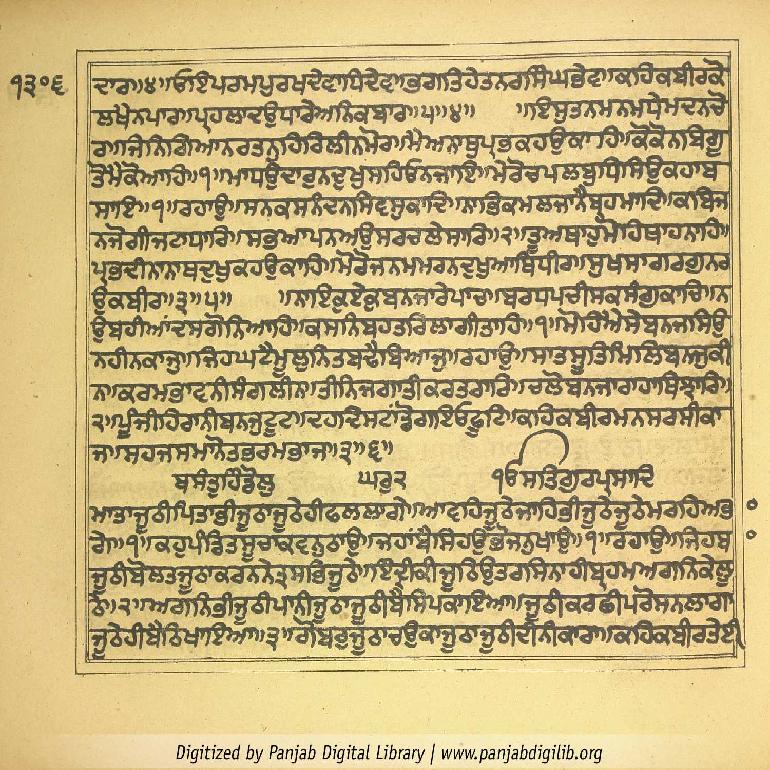 ੧੩੦੬
ਦਾਰ॥੪॥ਓਇਪਰਮਪੁਰਖਦੇਵਾਧਿਦੇਵ॥ਭਗਤਿਹੇਤਨਰਸਿੰਘਭੇਵ॥ਕਹਿਕਬੀਰਕੋ
ਲਖੈਨਪਾਰ॥ਪ੍ਰਹਲਾਦਉਧਾਰੇਅਨਿਕਬਾਰ॥੫॥੪॥ ॥ਇਸੁਤਨਮਨਮਧੇਮਦਨਚੋ
ਰ॥ਜਿਨਿਗਿਆਨਰਤਨੁਹਿਰਿਲੀਨਮੋਰ॥ਮੈਅਨਾਥੁਪ੍ਰਭਕਹਉਕਾਹਿ॥ਕੋਕੋਨਬਿਗੂ
ਤੋਮੈਕੋਆਹਿ॥੧॥ਮਾਧਉਦਾਰੁਨਦੁਖੁਸਹਿਓਨਜਾਇ॥ਮੇਰੋਚਪਲਬੁਧਿਸਿਉਕਹਾਬ
ਸਾਇ॥੧॥ਰਹਾਉ॥ਸਨਕਸਨੰਦਨਸਿਵਸੁਕਾਦਿ॥ਨਾਭਿਕਮਲਜਾਨੇਬ੍ਰਹਮਾਦਿ॥ਕਬਿਜ
ਨਜੋਗੀਜਟਾਧਾਰਿ॥ਸਭਆਪਨਅਉਸਰਚਲੇਸਾਰਿ॥੨॥ਤੂਅਥਾਹੁਮੋਹਿਥਾਹਨਾਹਿ॥
ਪ੍ਰਭਦੀਨਾਨਾਥਦੁਖੁਕਹਉਕਾਹਿ॥ਮੋਰੋਜਨਮਮਰਨਦੁਖੁਆਥਿਧੀਰ॥ਸੁਖਸਾਗਰਗੁਨਰ
ਉਕਬੀਰ॥੩॥੫॥ ॥ਨਾਇਕੁਏਕੁਬਨਜਾਰੇਪਾਚ॥ਬਰਧਪਚੀਸਕਸੰਗੁਕਾਚ॥ਨ
ਉਬਹੀਆਂਦਸਗੋਨਿਆਹਿ॥ਕਸਨਿਬਹਤਰਿਲਾਗੀਤਾਹਿ॥੧॥ਮੋਹਿਐਸੇਬਨਜਸਿਉ
ਨਹੀਨਕਾਜੁ॥ਜਿਹਘਟੈਮੂਲੁਨਿਤਬਢੈਬਿਆਜੁ॥ਰਹਾਉ॥ਸਾਤਸੂਤਿਮਿਲਿਬਨਜੁਕੀ
ਨ॥ਕਰਮਭਾਵਨੀਸੰਗਲੀਨ॥ਤੀਨਿਜਗਾਤੀਕਰਤਰਾਰਿ॥ਚਲੋਬਨਜਾਰਾਹਾਥਿਝਾਰਿ॥
੨॥ਪੂੰਜੀਹਿਰਾਨੀਬਨਜੁਟੂਟ॥ਦਹਦਿਸਟਾਂਡੋਗਇਓਫੂਟਿ॥ਕਹਿਕਬੀਰਮਨਸਰਸੀਕਾ
ਜ॥ਸਹਜਸਮਾਨੋਤਭਰਮਭਾਜ॥੩॥੬॥
ਬਸੰਤੁਹਿੰਡੋਲੁ ਘਰੁ੨ ੴਸਤਿਗੁਰਪ੍ਰਸਾਦਿ
ਮਾਤਾਜੂਠੀਪਿਤਾਭੀਜੂਠਾਜੂਠੇਹੀਫਲਲਾਗੇ॥ਆਵਹਿਜੂਠੇਜਾਹਿਭੀਜੂਠੇਜੂਠੇਮਰਹਿਅਭਾ
ਗੇ॥੧॥ਕਹੁਪੰਡਿਤਸੂਚਾਕਵਨੁਠਾਉ॥ਜਹਾਂਬੈਸਿਹਉਭੋਜਨੁਖਾਉ॥੧॥ਰਹਾਉ॥ਜਿਹਬਾ
ਜੂਠੀਬੋਲਤਜੂਠਾਕਰਨਨੇਤ੍ਰਸਭਿਜੂਠੇ॥ਇੰਦ੍ਰੀਕੀਜੂਠਿਉਤਰਸਿਨਾਹੀਬ੍ਰਹਮਅਗਨਿਕੇਲੂ
ਠੇ॥੨॥ਅਗਨਿਭੀਜੂਠੀਪਾਨੀਜੂਠਾਜੂਠੀਬੈਸਿਪਕਾਇਆ॥ਜੂਠੀਕਰਛੀਪਰੋਸਨਲਾਗਾ
ਜੂਠੇਹੀਬੈਠਿਖਾਇਆ॥੩॥ਗੋਬਰੁਜੂਠਾਚਉਕਾਜੂਠਾਜੂਠੀਦੀਨੀਕਾਰਾ॥ਕਹਿਕਬੀਰਤੇਈ
Digitized by Panjab Digital Library | www.panjabdigilib.org